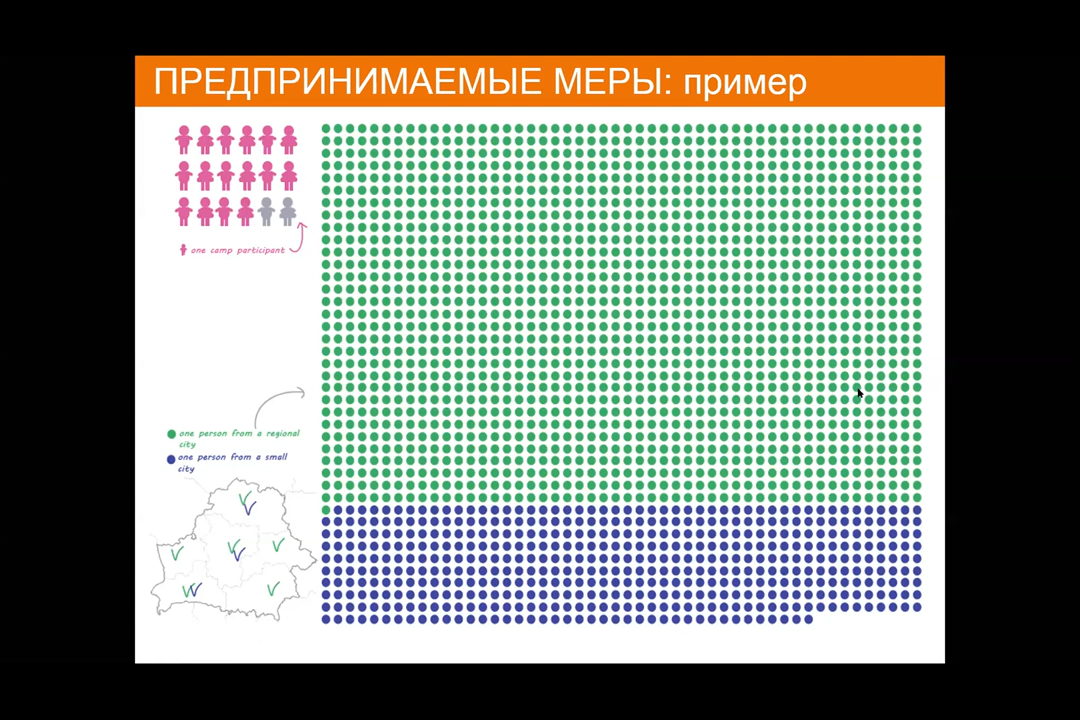 ПРЕДПРИНИМАЕМЫЕ МЕРЫ: пример
one camp participant
one person from a regional
city
one person from a small
city